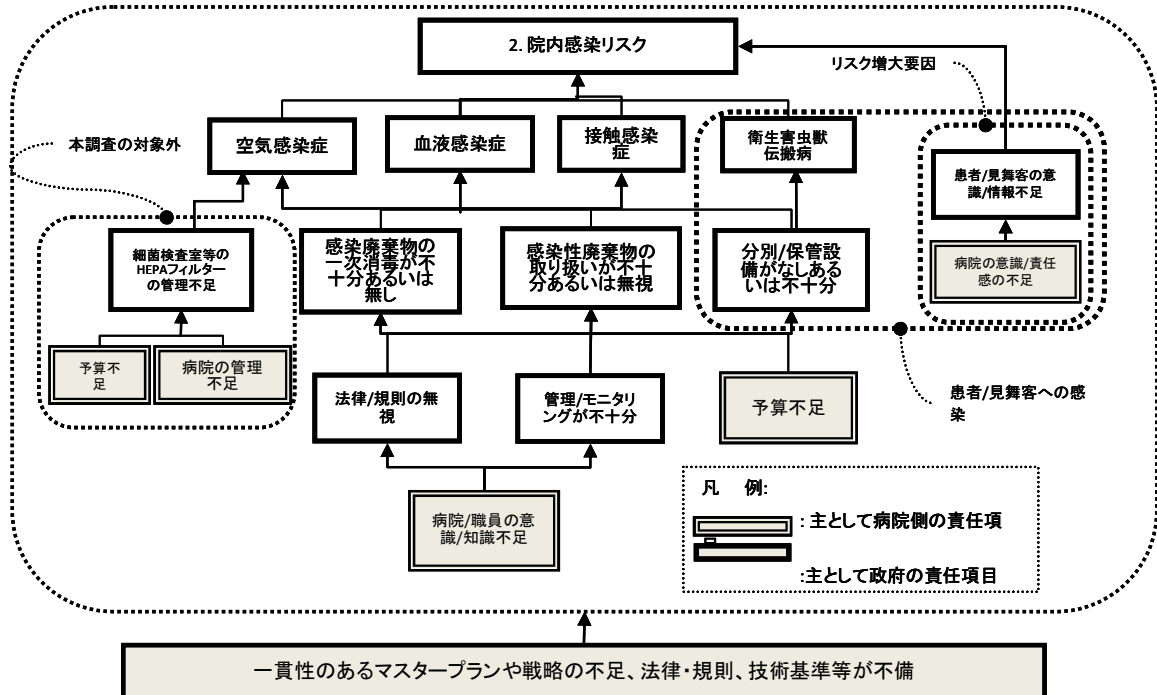 2. 院内感染リスク
リスク増大要因
本調査の対象外
空気感染症
血液感染症
接触感染
症
衛生害虫獣
伝搬病
患者/見舞客の意
識/情報不足
病院の意識/責任
感の不足
細菌検査室等の
HEPAフィルター
の管理不足
感染廃棄物の
一次消毒が不
十分あるいは
無し
感染性廃棄物の
取り扱いが不十
分あるいは無視
分別/保管設
備がなしある
いは不十分
予算不
足
病院の管理
不足
法律/規則の無
視
管理/モニタ
リングが不十分
予算不足
患者/見舞客への感
染
病院/職員の意
識/知識不足
凡 例:
: 主として病院側の責任項
:主として政府の責任項目
一貫性のあるマスタープランや戦略の不足、法律・規則、技術基準等が不備